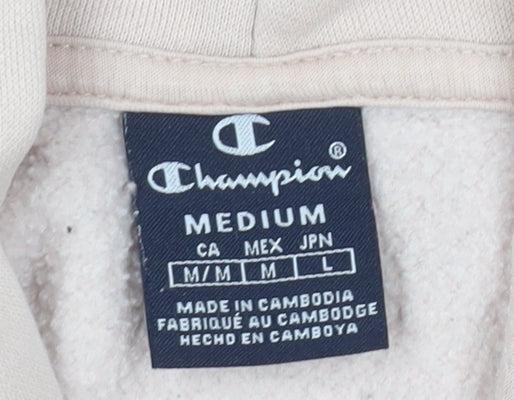 Champion®
MEDIUM
CA MEX JPN
M/M M L
MADE IN CAMBODIA
FABRIQUÉ AU CAMBODGE
HECHO EN CAMBOYA